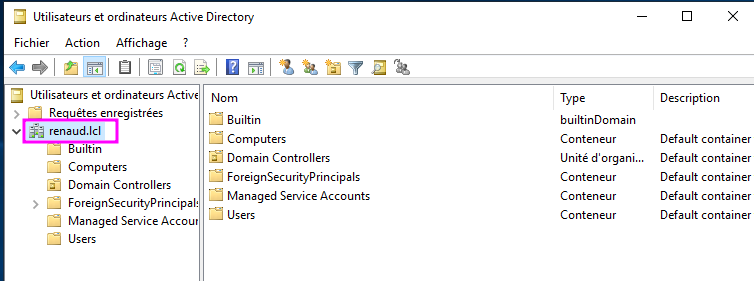 Utilisateurs et ordinateurs Active Directory
Fichier Action Affichage ?
Utilisateurs et ordinateurs Active
Requêtes enregistrées
renaud.lcl
Builtin
Computers
Domain Controllers
ForeignSecurityPrincipals
Managed Service Accoun
Users
Nom Type Description
Builtin builtinDomain
Computers Conteneur Default container
Domain Controllers Unité d'organi... Default container
ForeignSecurityPrincipals Conteneur Default container
Managed Service Accounts Conteneur Default container
Users Conteneur Default container